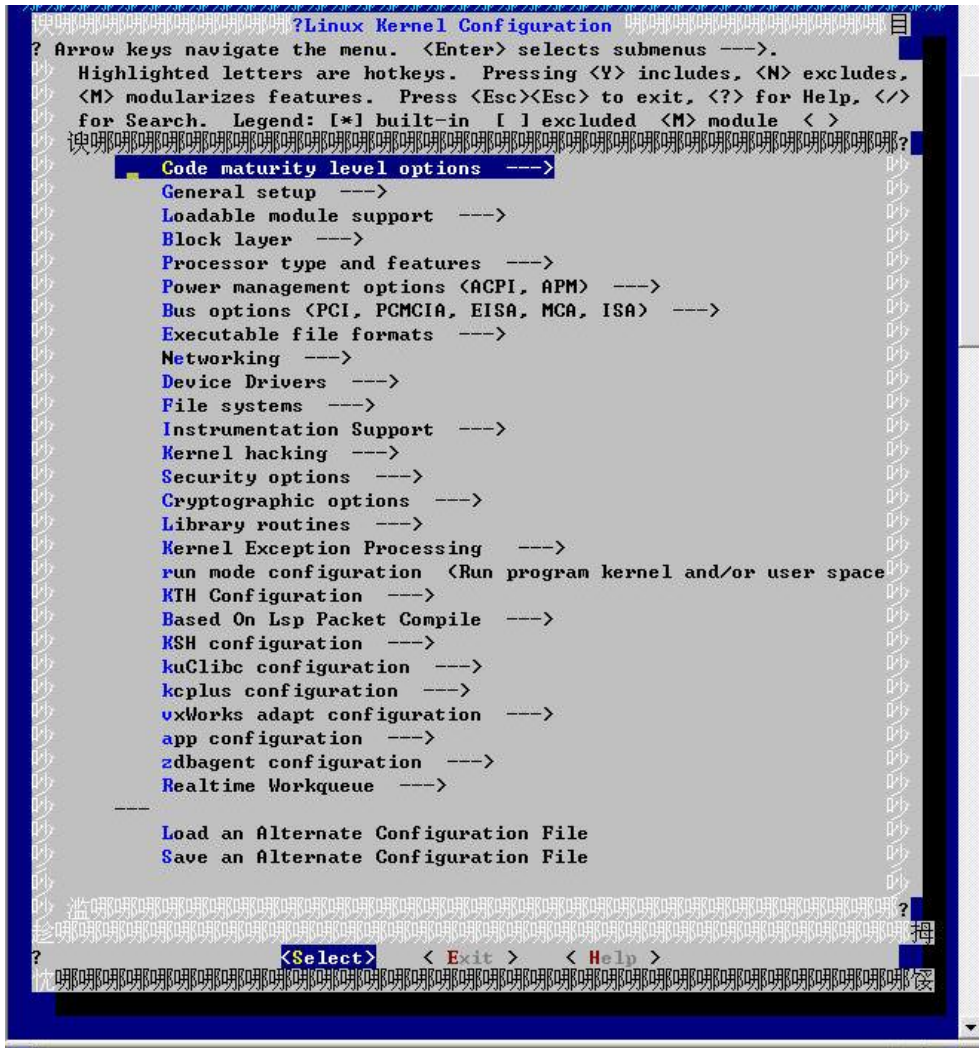 ?Linux Kernel Configuration
? Arrow keys navigate the menu. <Enter> selects submenus --->.
Highlighted letters are hotkeys. Pressing <Y> includes, <N> excludes,
<M> modularizes features. Press <Esc><Esc> to exit, <?> for Help, </>
for Search. Legend: [*] built-in [ ] excluded <M> module < >
Code maturity level options --->
General setup --->
Loadable module support --->
Block layer --->
Processor type and features --->
Power management options (ACPI, APM) --->
Bus options (PCI, PCMCIA, EISA, MCA, ISA) --->
Executable file formats --->
Networking --->
Device Drivers --->
File systems --->
Instrumentation Support --->
Kernel hacking --->
Security options --->
Cryptographic options --->
Library routines --->
Kernel Exception Processing --->
run mode configuration (Run program kernel and/or user space
KTH Configuration --->
Based On Lsp Packet Compile --->
KSH configuration --->
kuClibc configuration --->
kcplus configuration --->
vxWorks adapt configuration --->
app configuration --->
zdbagent configuration --->
Realtime Workqueue --->
---
Load an Alternate Configuration File
Save an Alternate Configuration File
? <Select> < Exit > < Help >